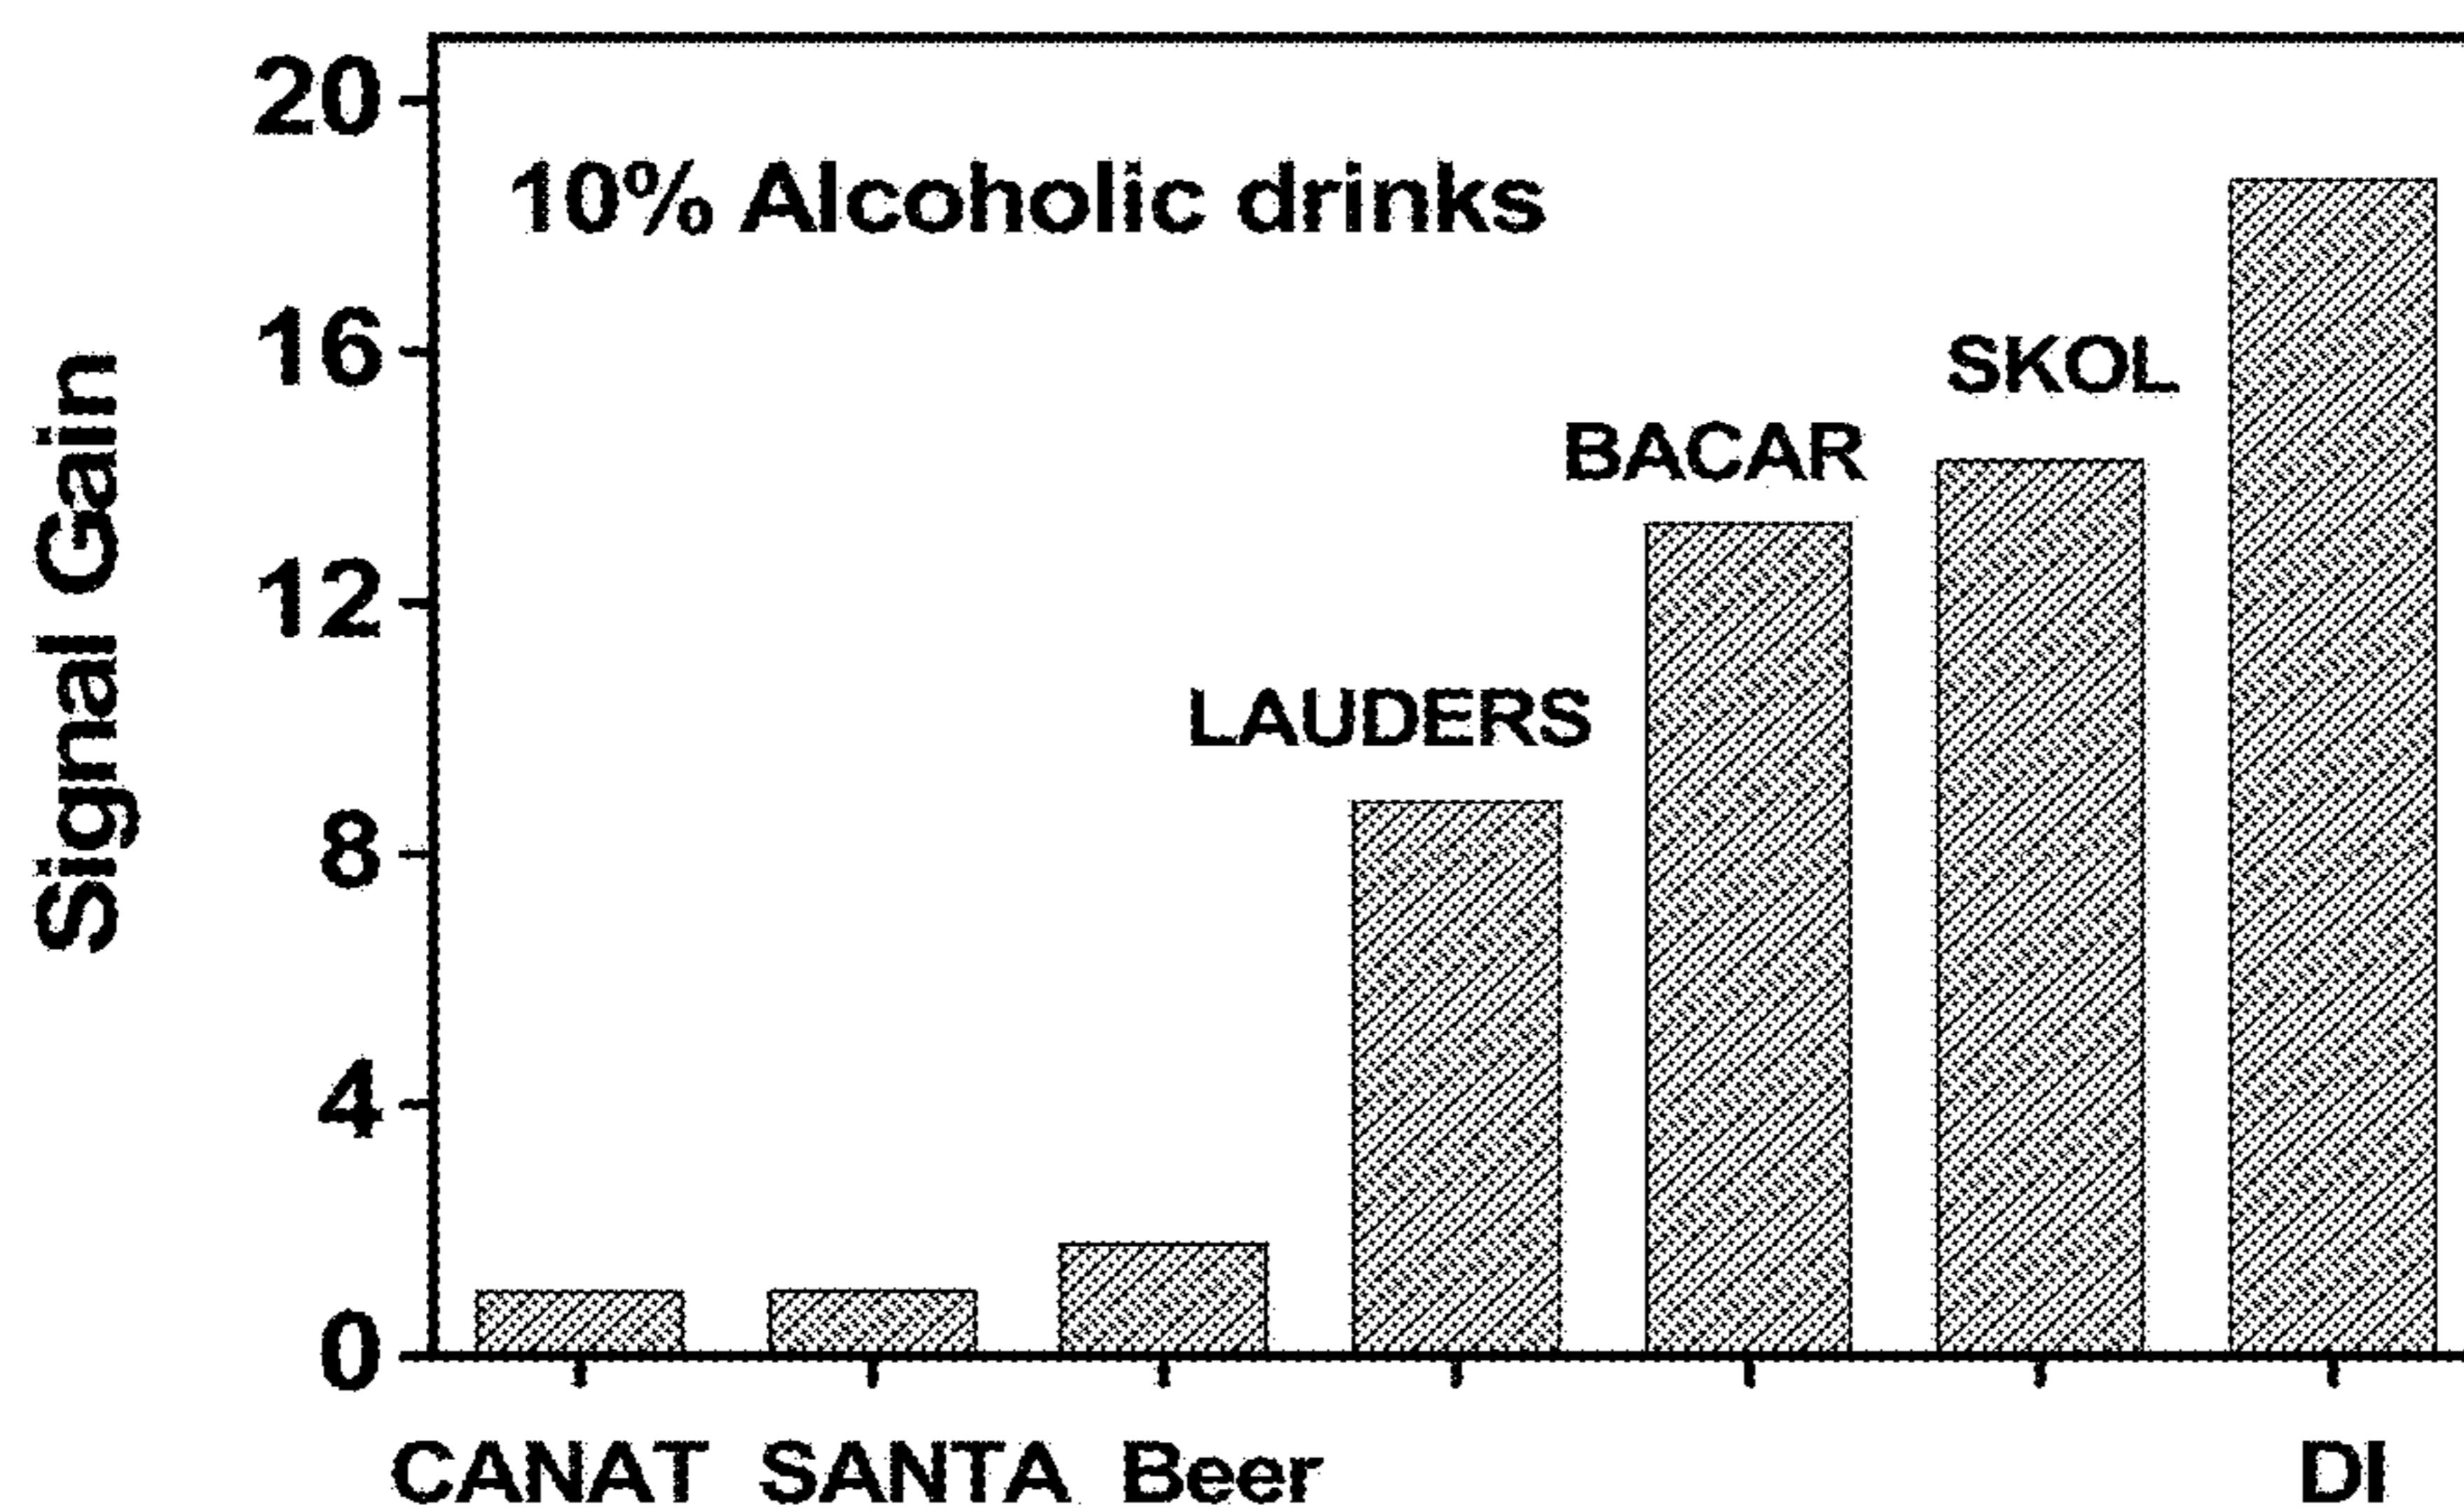 20
10% Alcoholic drinks
16
SKOL
BACAR
12
LAUDERS
8
4
0
Signal Gain
CANAT SANTA Beer DI